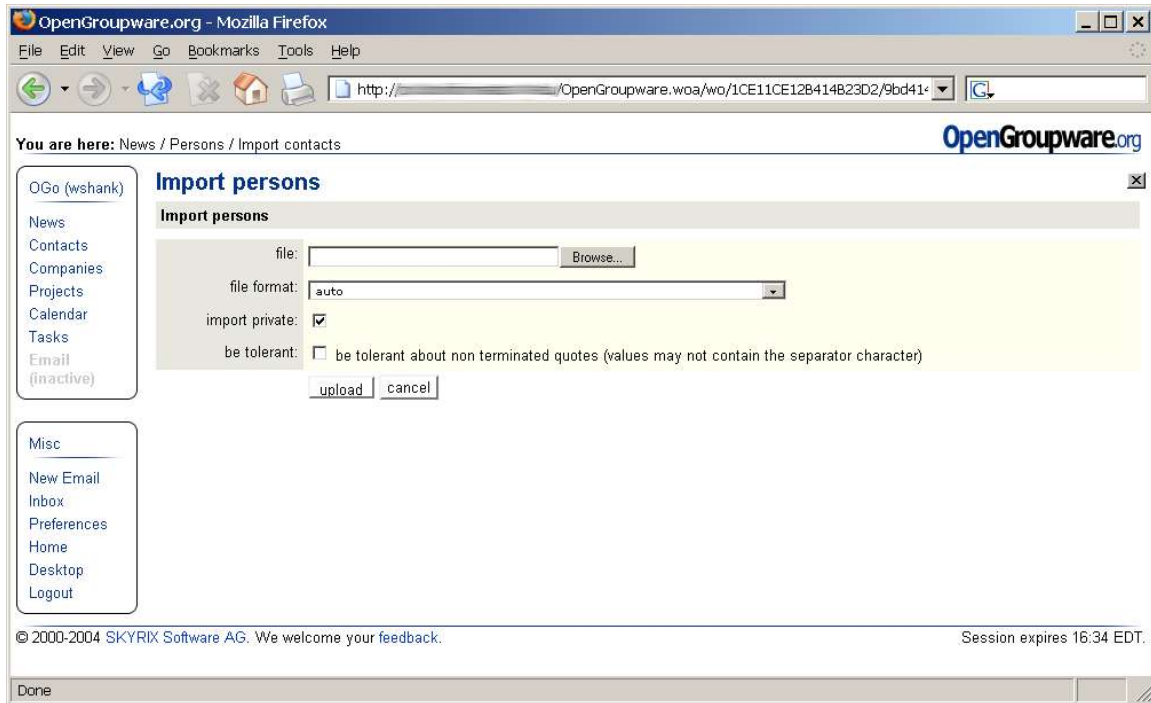 OpenGroupware.org - Mozilla Firefox
File Edit View Go Bookmarks Tools Help
http:// /OpenGroupware.woa/wo/1CE11CE12B414B23D2/9bd414
G
You are here: News / Persons / Import contacts
OpenGroupware.org
OGo (wshank)
News
Contacts
Companies
Projects
Calendar
Tasks
Email
(inactive)
Import persons
Import persons
file: Browse...
file format: auto
import private:
be tolerant: be tolerant about non terminated quotes (values may not contain the separator character)
upload cancel
Misc
New Email
Inbox
Preferences
Home
Desktop
Logout
© 2000-2004 SKYRIX Software AG. We welcome your feedback.
Session expires 16:34 EDT.
Done